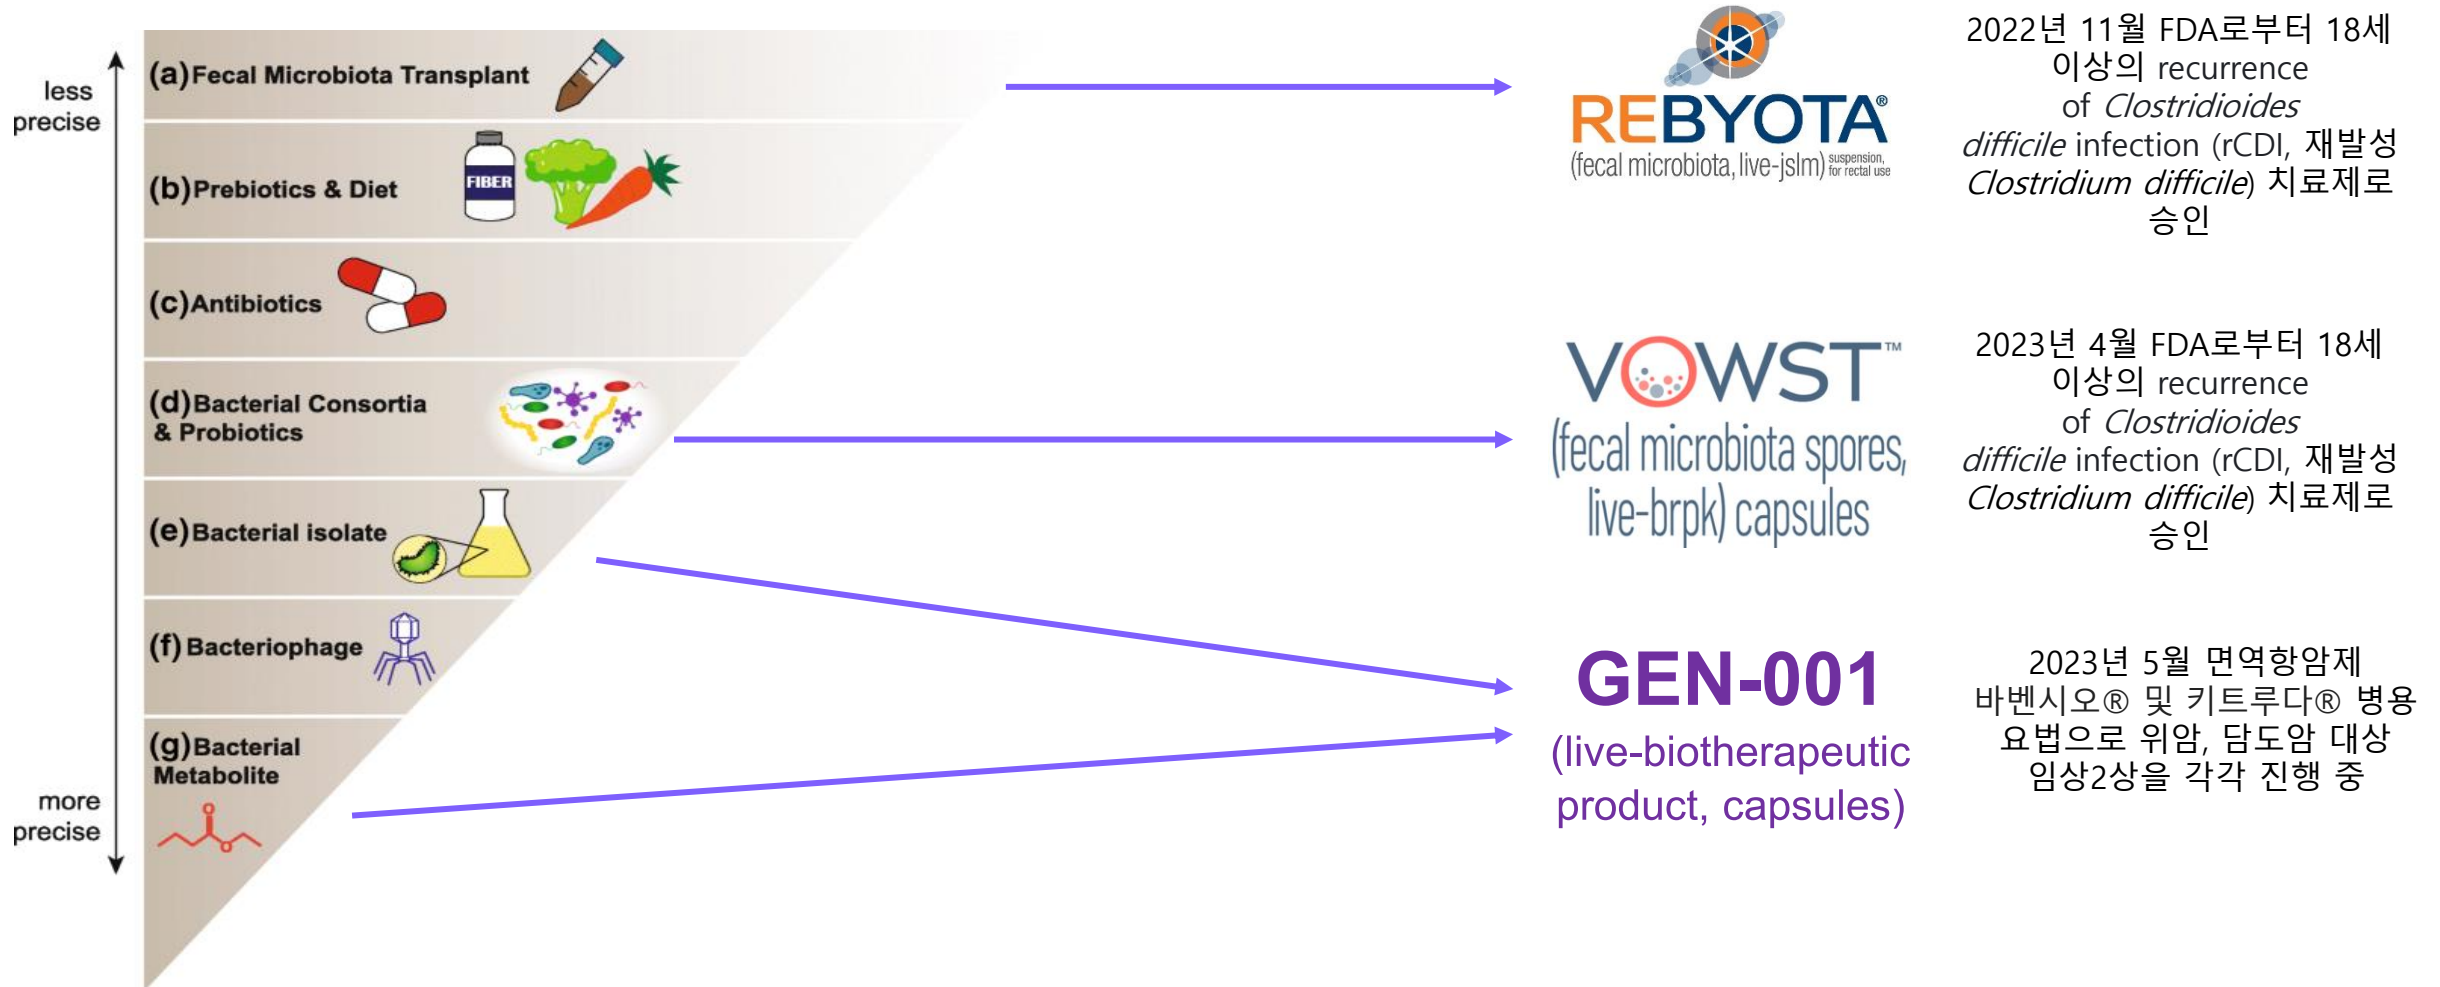 less
precise
(a)Fecal Microbiota Transplant
(b)Prebiotics & Diet
FIBER
(c)Antibiotics
(d)Bacterial Consortia
& Probiotics
(e)Bacterial isolate
(f)Bacteriophage
(g)Bacterial
Metabolite
O
O
more
precise
REBYOTA®
(fecal microbiota, live-jslm) suspension,
for rectal use
2022년 11월 FDA로부터 18세
이상의 recurrence
of Clostridioides
difficile infection (rCDI, 재발성
Clostridium difficile) 치료제로
승인
VOWST™
(fecal microbiota spores,
live-brpk) capsules
2023년 4월 FDA로부터 18세
이상의 recurrence
of Clostridioides
difficile infection (rCDI, 재발성
Clostridium difficile) 치료제로
승인
GEN-001
(live-biotherapeutic
product, capsules)
2023년 5월 면역항암제
바벤시오® 및 키트루다® 병용
요법으로 위암, 담도암 대상
임상2상을 각각 진행 중